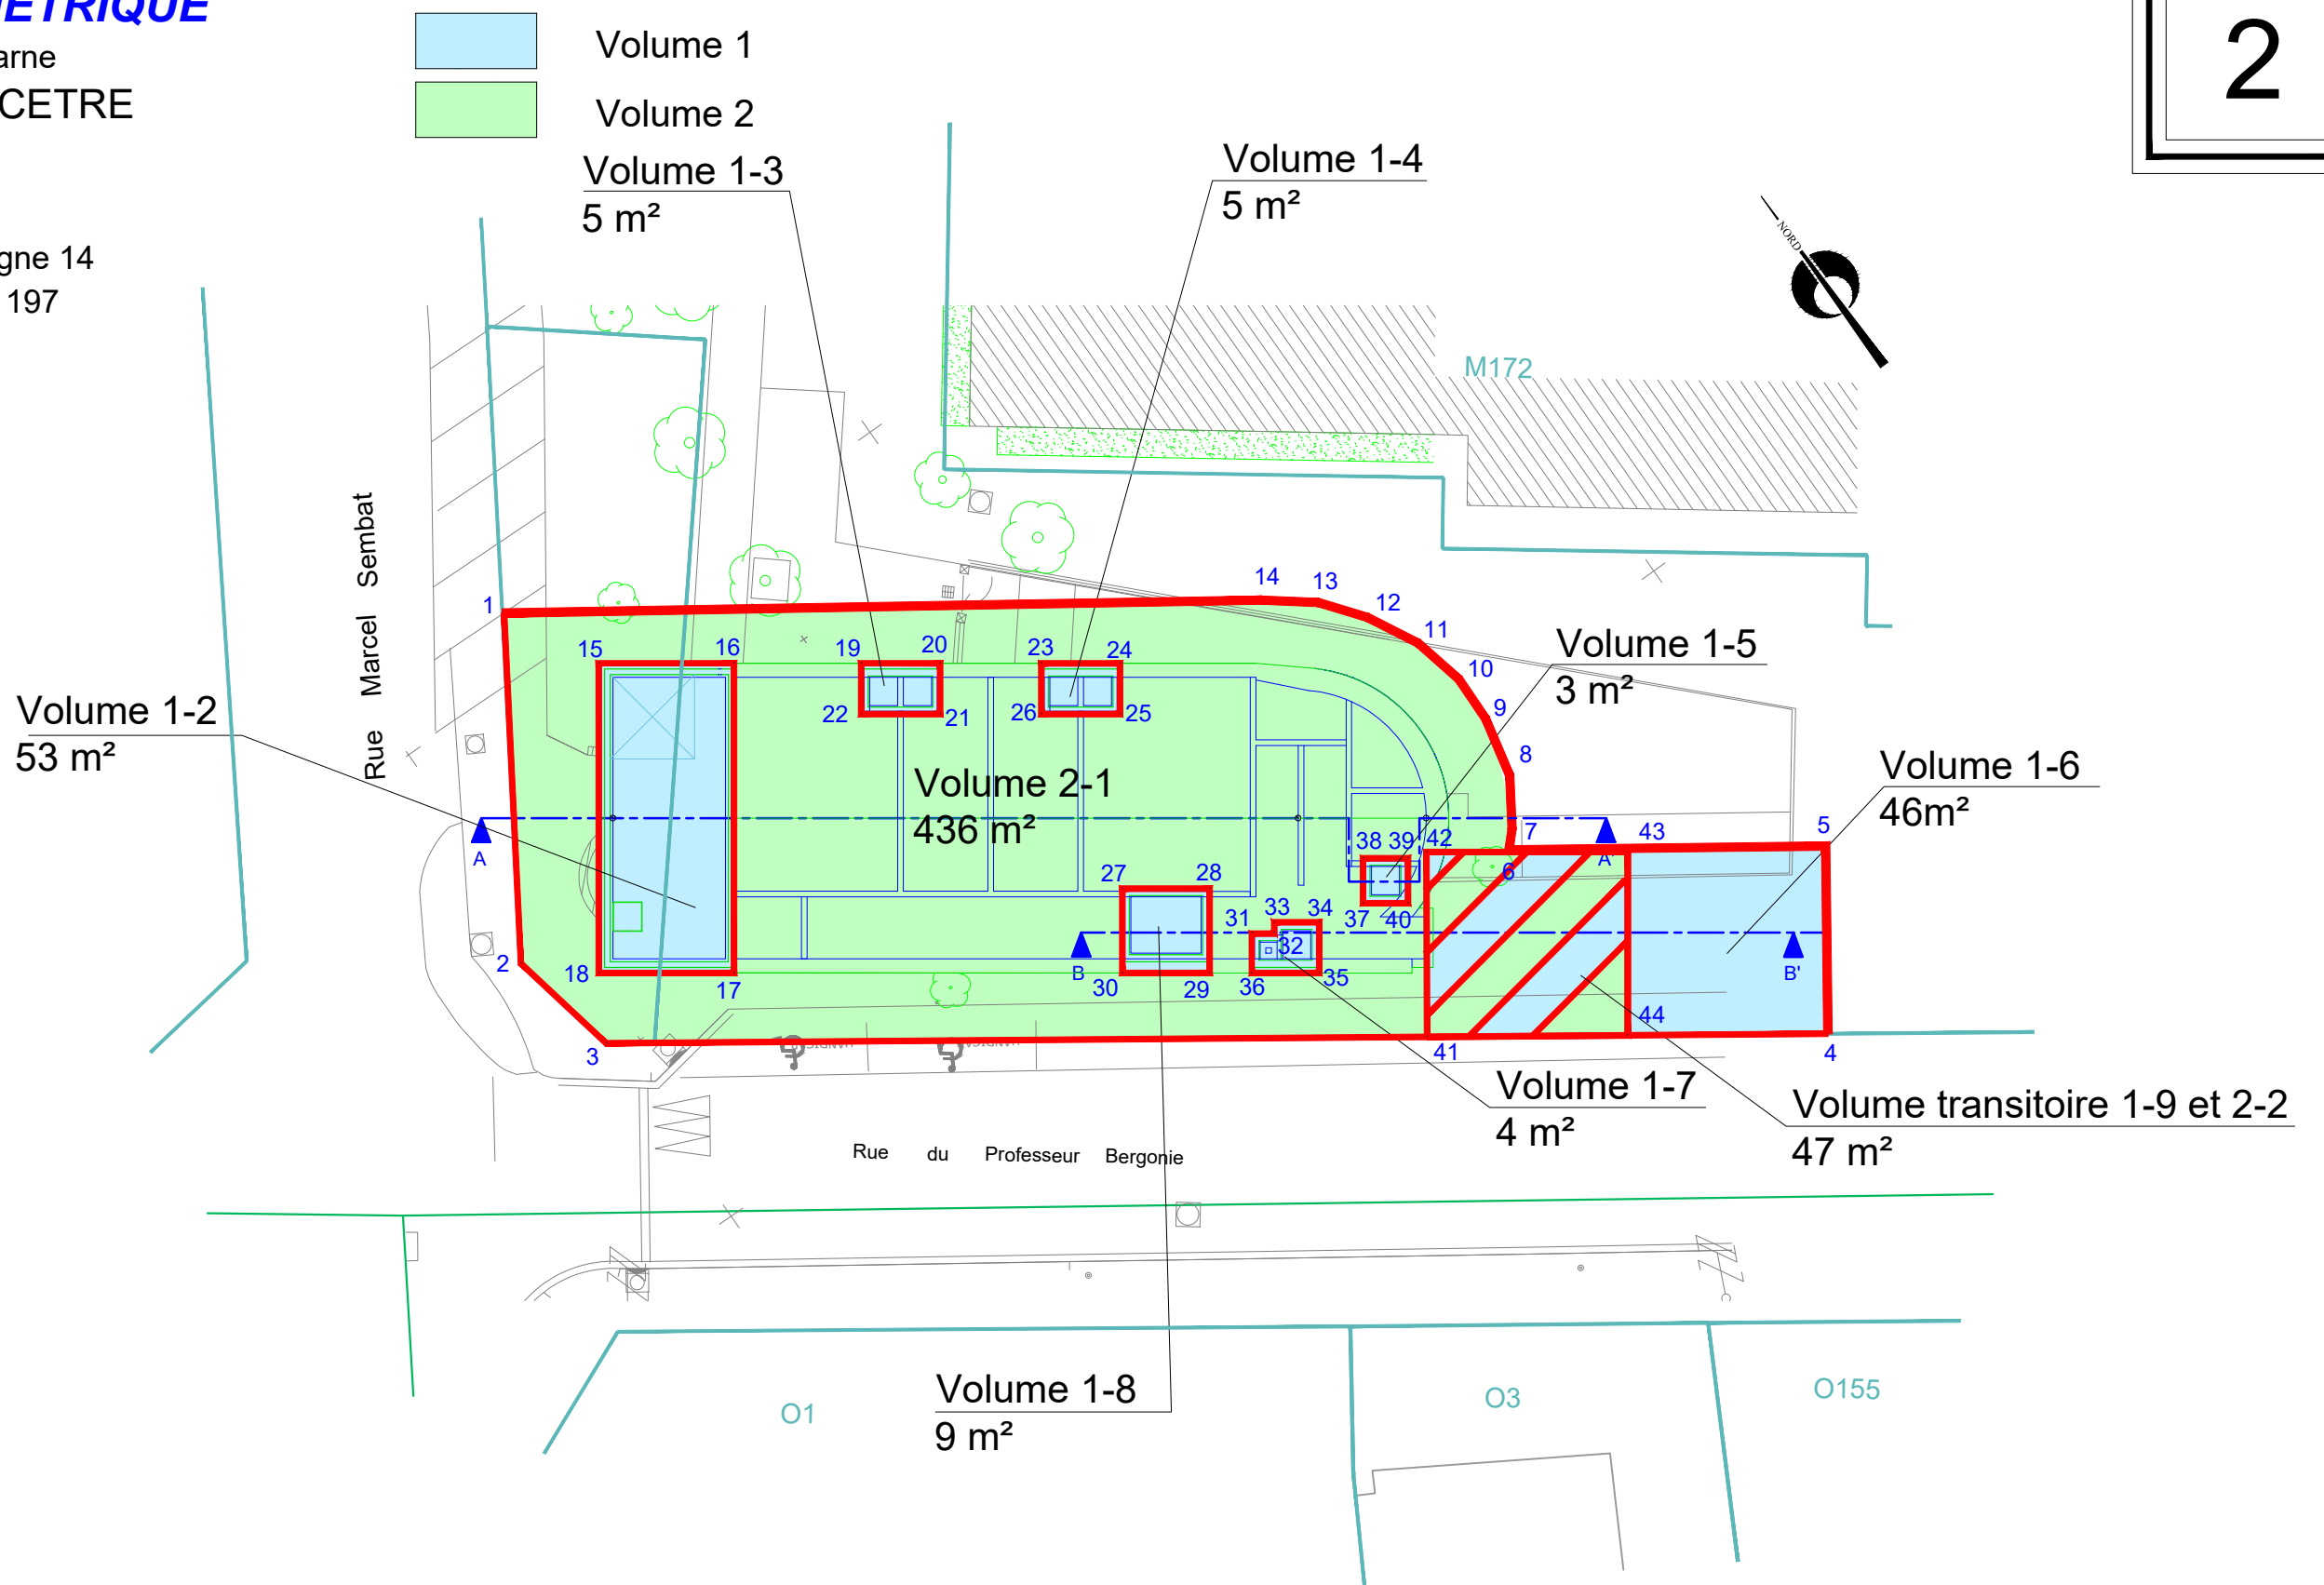 METRIQUE
arne
CETRE
gne 14
197
Volume 1
Volume 2
2
Volume 1-3
5 m²
Volume 1-4
5 m²
NORD
M172
Rue Marcel Sembat
Volume 1-2
53 m²
Volume 1-5
3 m²
Volume 1-6
46m²
Volume 2-1
436 m²
1
14
13
12
11
10
9
8
7
6
5
43
15
16
19
20
23
24
22
21
26
25
A
A'
38
39
42
27
28
31
33
34
37
40
32
B
B'
2
18
17
30
29
36
35
44
3
41
4
Volume 1-7
4 m²
Volume transitoire 1-9 et 2-2
47 m²
Rue du Professeur Bergonie
Volume 1-8
9 m²
O1
O3
O155